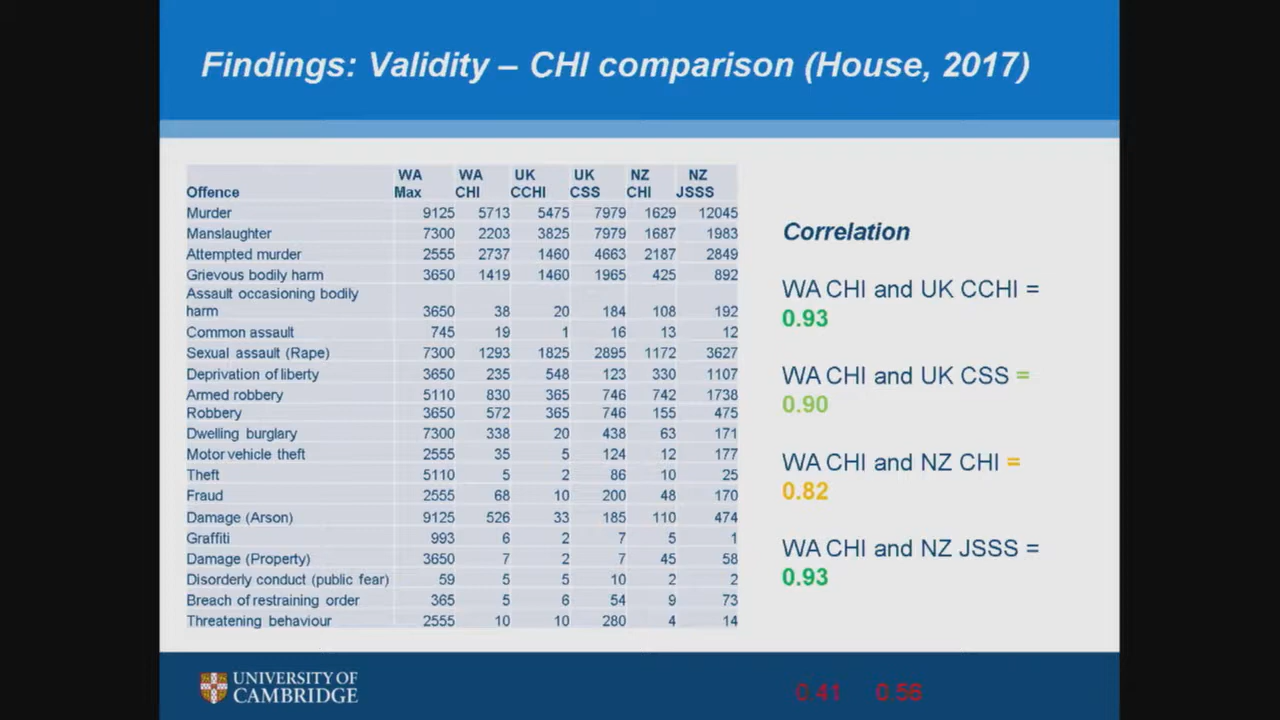 Findings: Validity – CHI comparison (House, 2017)
Offence WA Max WA CHI UK CCHI UK CSS NZ CHI NZ JSSS
Murder 9125 5713 5475 7979 1629 12045
Manslaughter 7300 2203 3825 7979 1687 1983
Attempted murder 2555 2737 1460 4663 2187 2849
Grievous bodily harm 3650 1419 1460 1965 425 892
Assault occasioning bodily
harm 3650 38 20 184 108 192
Common assault 745 19 1 16 13 12
Sexual assault (Rape) 7300 1293 1825 2895 1172 3627
Deprivation of liberty 3650 235 548 123 330 1107
Armed robbery 5110 830 365 746 742 1738
Robbery 3650 572 365 746 155 475
Dwelling burglary 7300 338 20 438 63 171
Motor vehicle theft 2555 35 5 124 12 177
Theft 5110 5 2 86 10 25
Fraud 2555 68 10 200 48 170
Damage (Arson) 9125 526 33 185 110 474
Graffiti 993 6 2 7 5 1
Damage (Property) 3650 7 2 7 45 58
Disorderly conduct (public fear) 59 5 5 10 2 2
Breach of restraining order 365 5 6 54 9 73
Threatening behaviour 2555 10 10 280 4 14
Correlation
WA CHI and UK CCHI =
0.93
WA CHI and UK CSS =
0.90
WA CHI and NZ CHI =
0.82
WA CHI and NZ JSSS =
0.93
UNIVERSITY OF
CAMBRIDGE
0.41 0.56